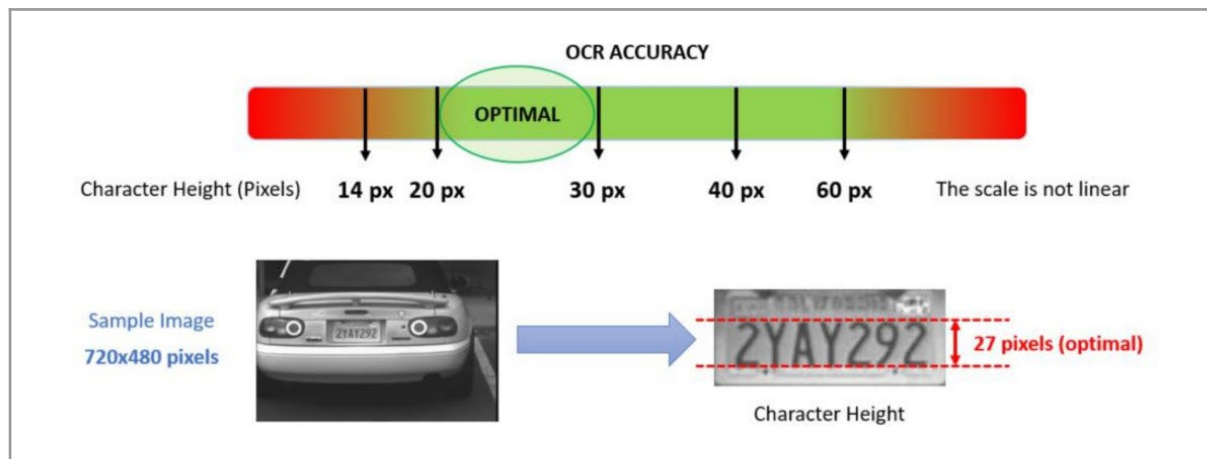 OCR ACCURACY
OPTIMAL
Character Height (Pixels) 14 px 20 px 30 px 40 px 60 px The scale is not linear
Sample Image
720x480 pixels
2YAY292
2YAY292
27 pixels (optimal)
Character Height